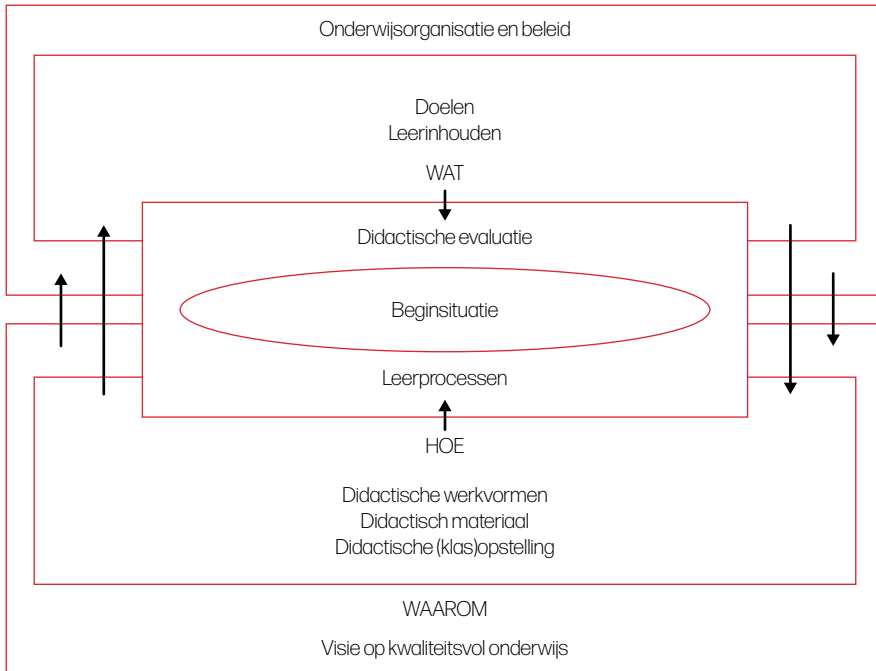 Onderwijsorganisatie en beleid
Doelen
Leerinhouden
WAT
Didactische evaluatie
Beginsituatie
Leerprocessen
HOE
Didactische werkvormen
Didactisch materiaal
Didactische (klas)opstelling
WAAROM
Visie op kwaliteitsvol onderwijs